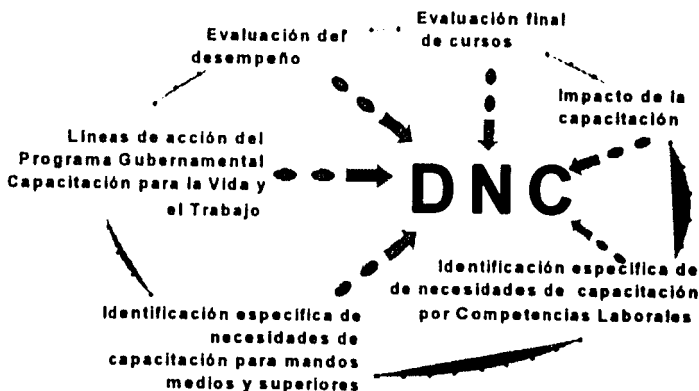 Evaluación del
desempeño
Evaluación final
de cursos
Impacto de la
capacitación
Líneas de acción del
Programa Gubernamental
Capacitación para la Vida y
el Trabajo
DNC
Identificación especifica de
de necesidades de capacitación
por Competencias Laborales
Identificación especifica de
necesidades de
capacitación para mandos
medios y superiores